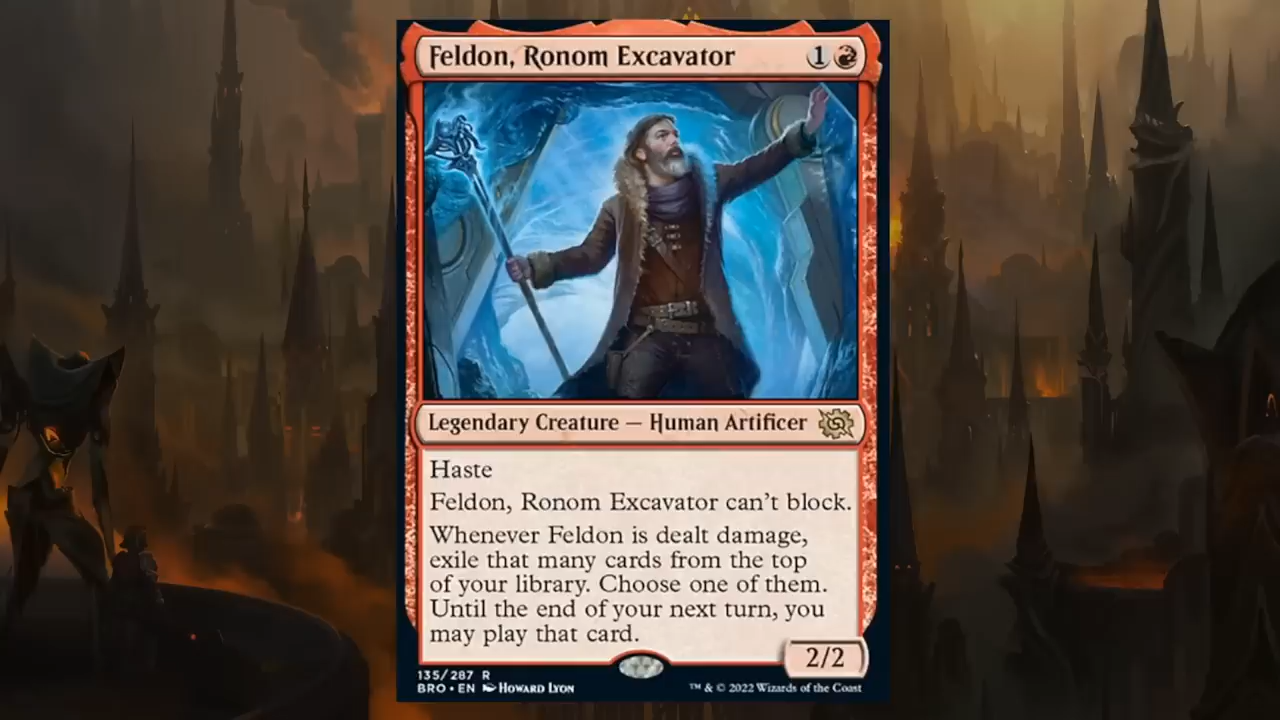 Feldon, Ronom Excavator 1
Legendary Creature — Human Artificer
Haste
Feldon, Ronom Excavator can't block.
Whenever Feldon is dealt damage,
exile that many cards from the top
of your library. Choose one of them.
Until the end of your next turn, you
may play that card.
2/2
135/287 R
BRO • EN Howard Lyon
™ & © 2022 Wizards of the Coast